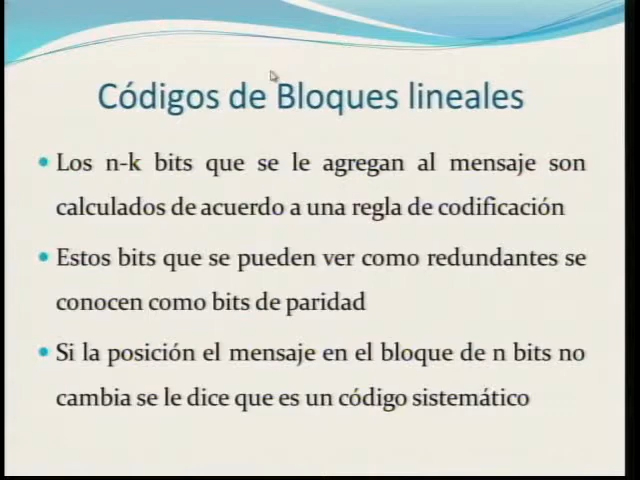 Códigos de Bloques lineales
• Los n-k bits que se le agregan al mensaje son
calculados de acuerdo a una regla de codificación
• Estos bits que se pueden ver como redundantes se
conocen como bits de paridad
• Si la posición el mensaje en el bloque de n bits no
cambia se le dice que es un código sistemático